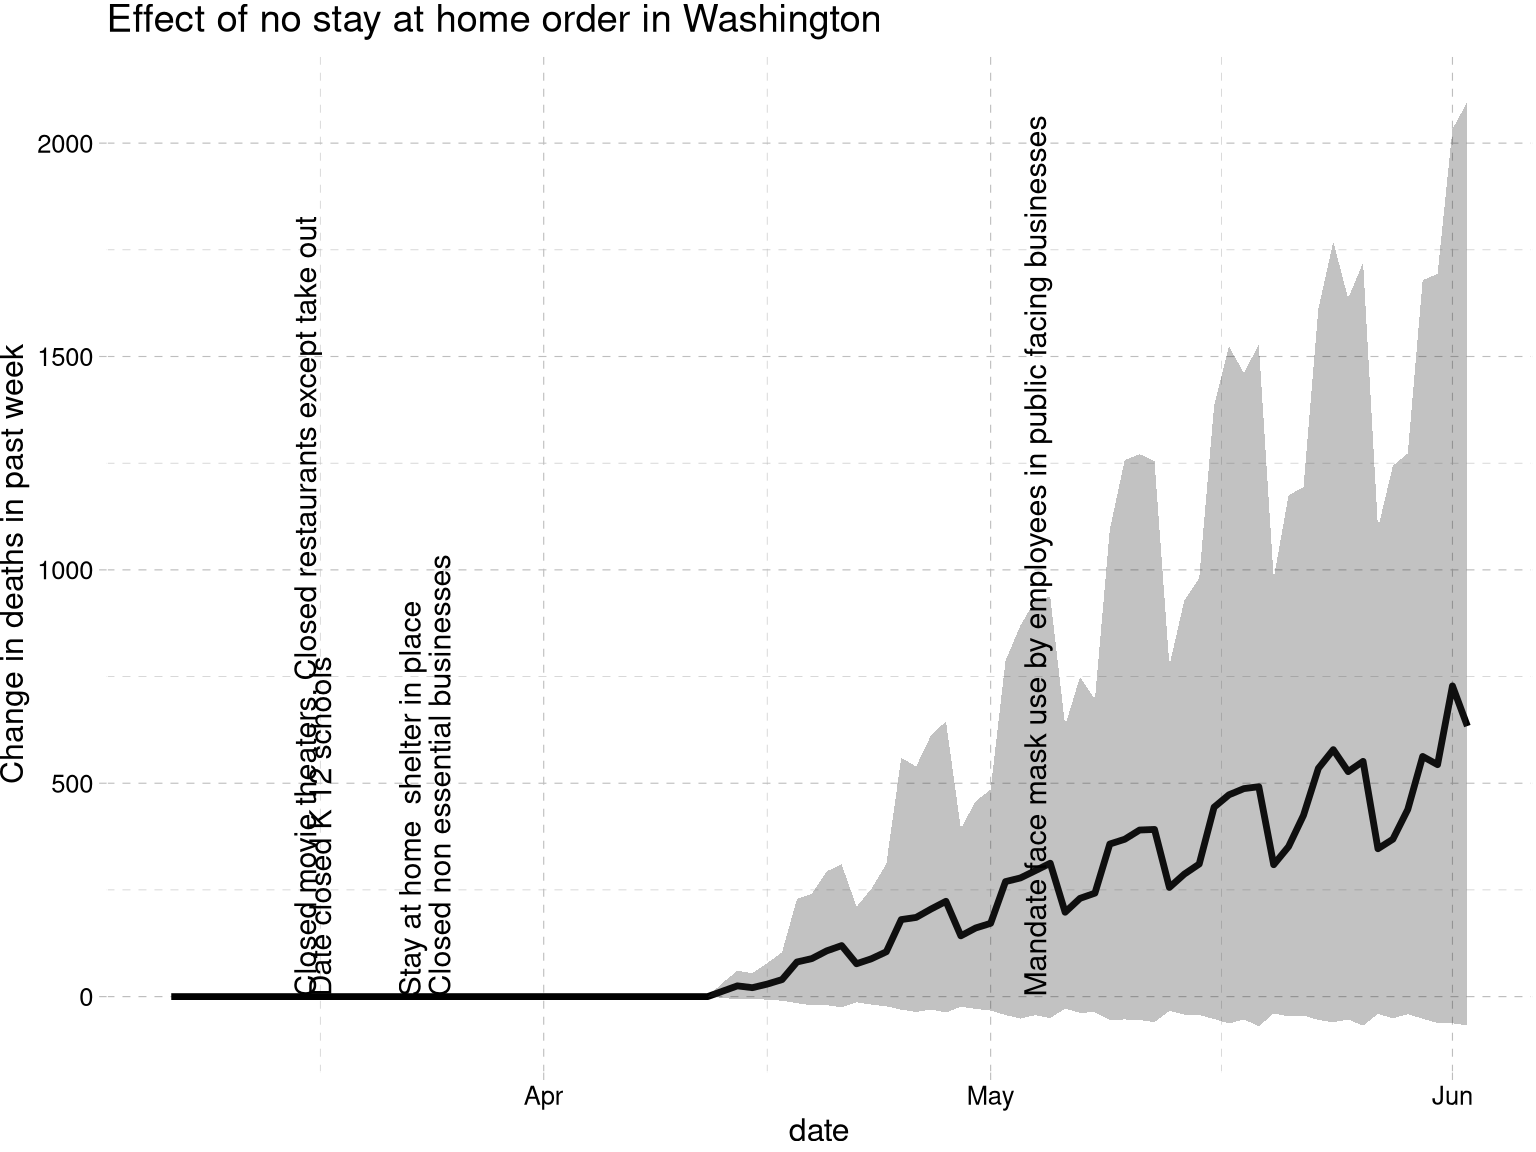 Effect of no stay at home order in Washington
Change in deaths in past week
2000
1500
1000
500
0
Closed movie theaters, Closed restaurants except take out
Date closed K 12 schools
Stay at home  shelter in place
Closed non essential businesses
Mandate face mask use by employees in public facing businesses
Apr
May
Jun
date